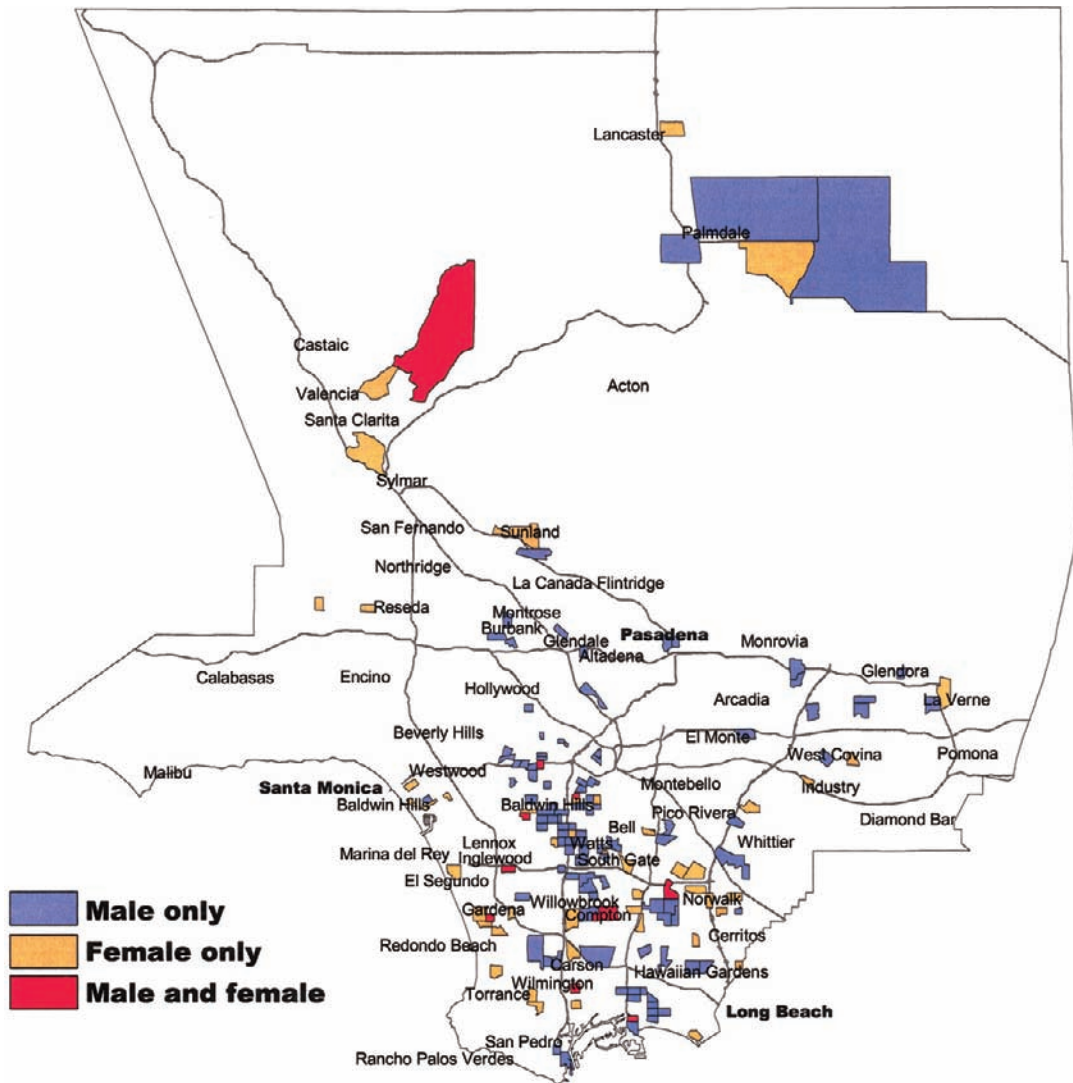 Lancaster
Palmdale
Castaic
Acton
Valencia
Santa Clarita
Sylmar
San Fernando
Sunland
Northridge
La Canada Flintridge
Reseda
Montrose
Burbank
Glendale
Pasadena
Altadena
Monrovia
Glendora
Calabasas
Encino
Hollywood
Arcadia
La Verne
Beverly Hills
El Monte
West Covina
Pomona
Malibu
Westwood
Santa Monica
Montebello
Industry
Baldwin Hills
Baldwin Hills
Pico Rivera
Diamond Bar
Bell
Whittier
Marina del Rey
Lennox
Watts
Inglewood
South Gate
El Segundo
Willowbrook
Norwalk
Gardena
Compton
Redondo Beach
Cerritos
Carson
Hawaiian Gardens
Wilmington
Torrance
Long Beach
San Pedro
Rancho Palos Verdes
Male only
Female only
Male and female